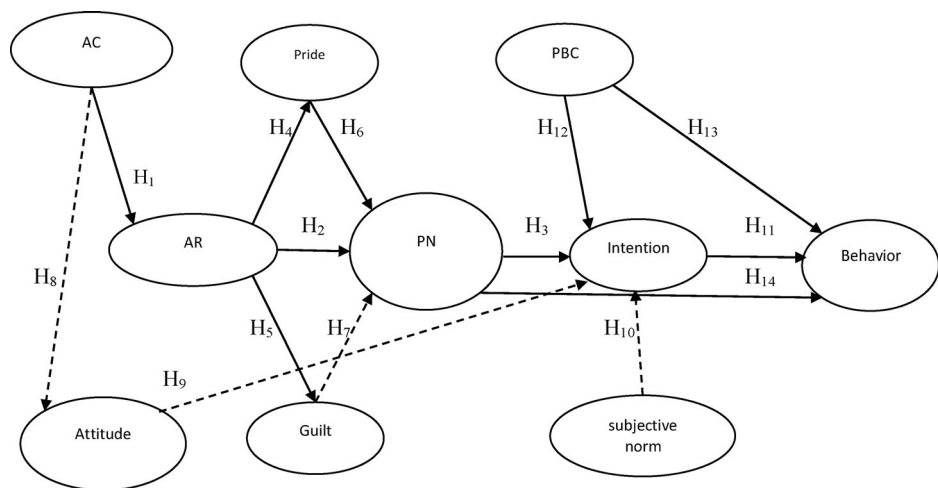 AC
Pride
PBC
H₄
H₆
H₁₂
H₁₃
H₁
AR
H₂
PN
H₃
Intention
H₁₁
Behavior
H₈
H₁₄
H₅
H₇
H₁₀
H₉
Attitude
Guilt
subjective
norm